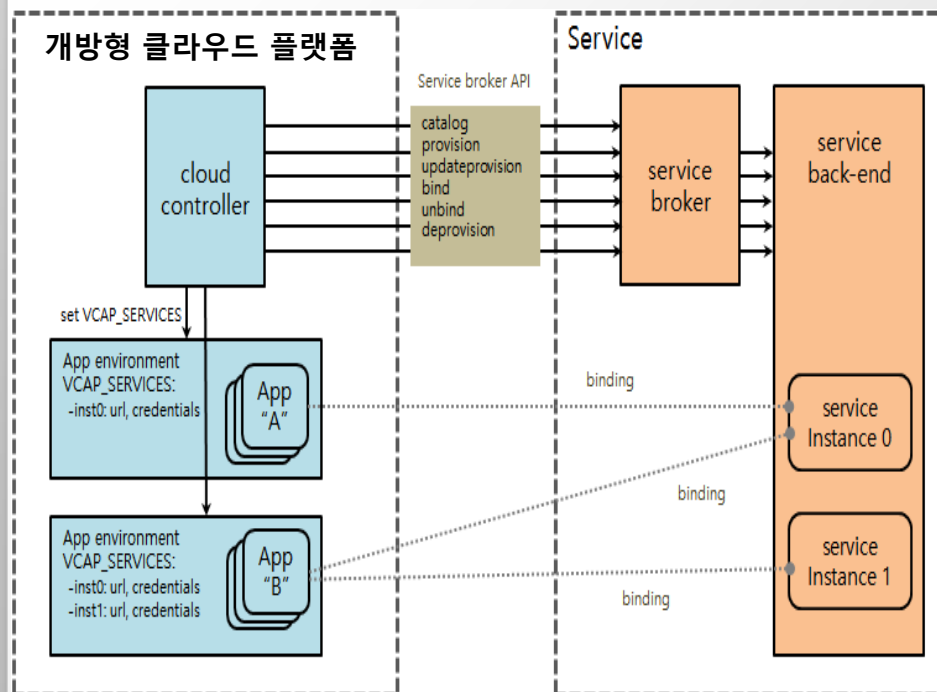 개방형 클라우드 플랫폼
Service
Service broker API
catalog
provision
updateprovision
bind
unbind
deprovision
cloud
controller
service
broker
service
back-end
set VCAP_SERVICES
App environment
VCAP_SERVICES:
-inst0: url, credentials
App
"A"
binding
service
Instance 0
binding
App environment
VCAP_SERVICES:
-inst0: url, credentials
-inst1: url, credentials
App
"B"
binding
service
Instance 1